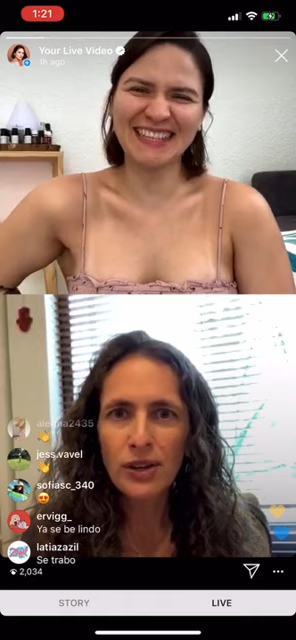 1:21
Your Live Video
1h ago
alemia2435
jess.vavel
sofiasc_340
ervigg_
Ya se be lindo
latiazazil
Se trabo
2,034
STORY
LIVE